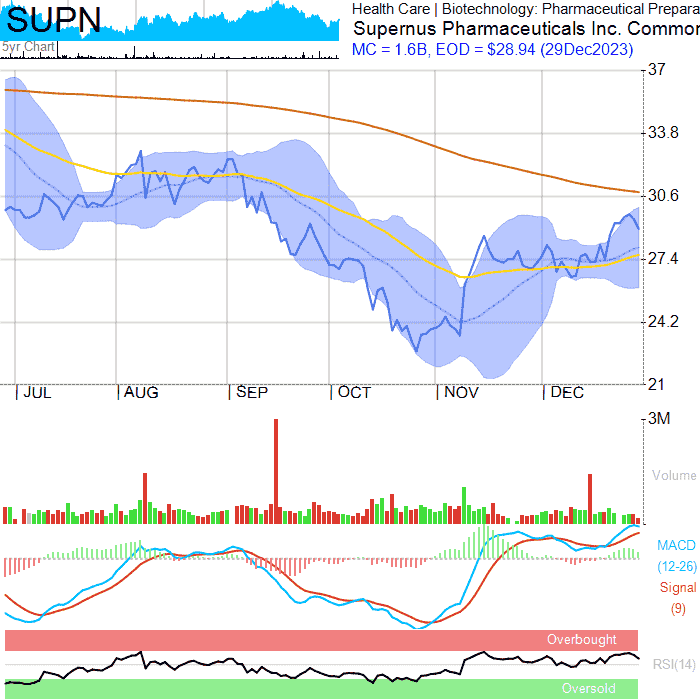 SUPN
5yr Chart
Health Care | Biotechnology: Pharmaceutical Prepara
Supernus Pharmaceuticals Inc. Common
MC = 1.6B, EOD = $28.94 (29Dec2023)
37
33.8
30.6
27.4
24.2
21
JUL AUG SEP OCT NOV DEC
3M
Volume
MACD
(12-26)
Signal
(9)
Overbought
RSI(14)
Oversold